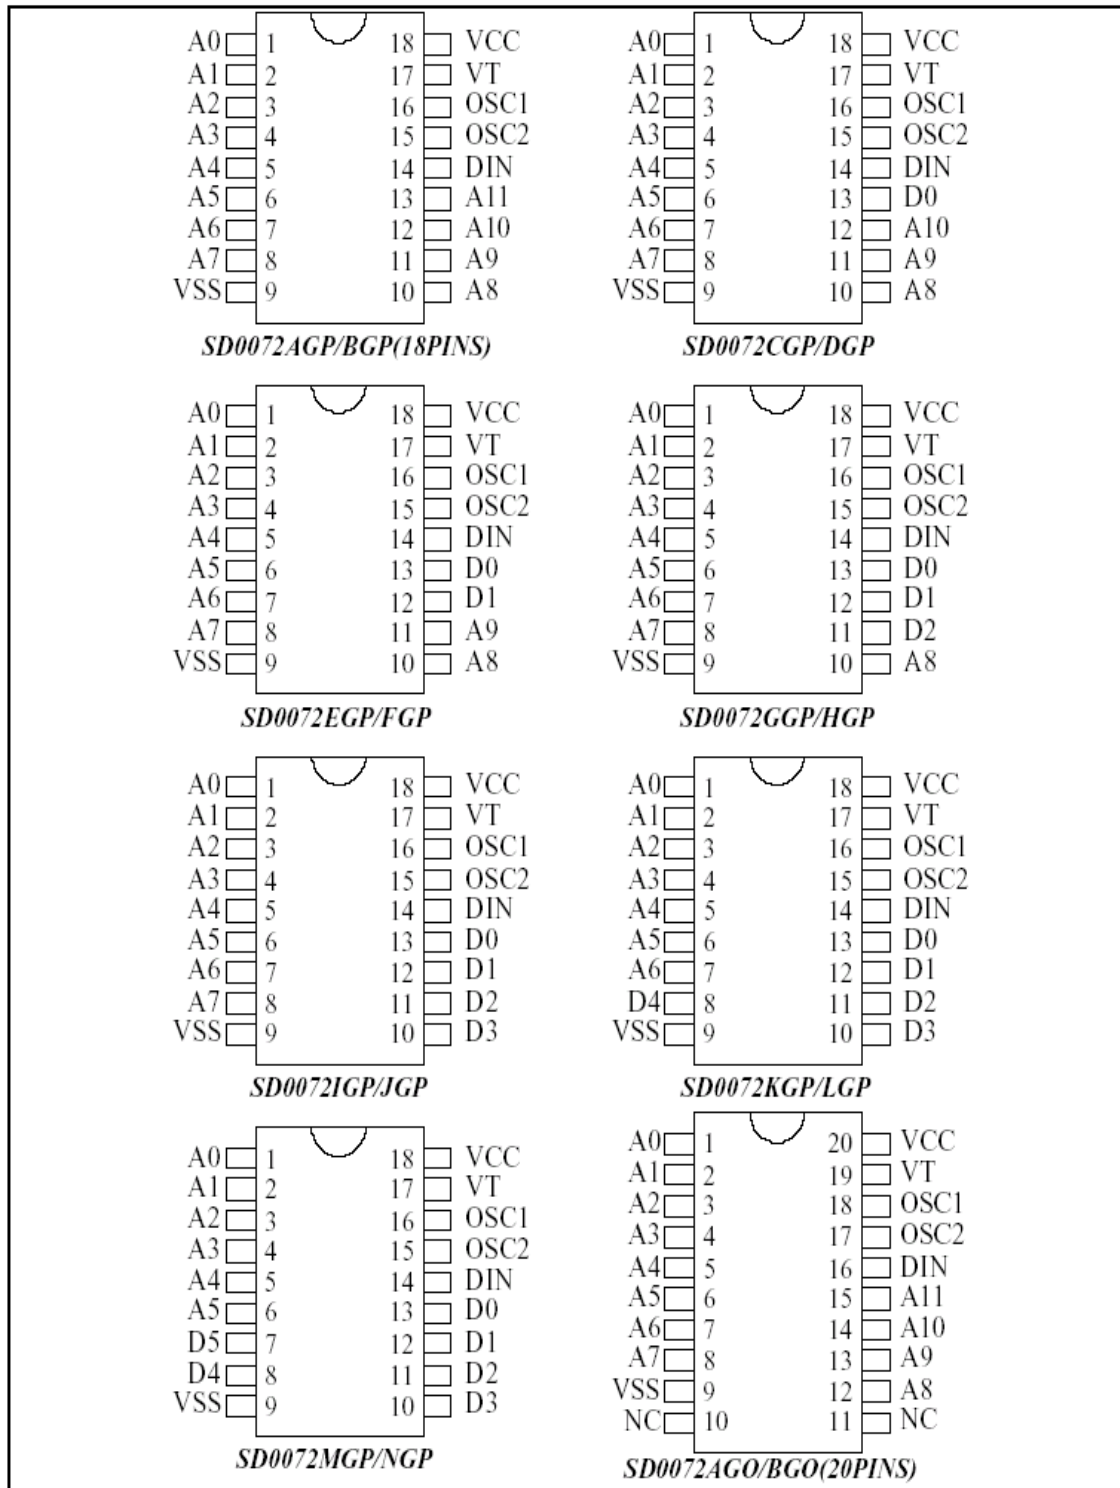 A0 1 18 VCC
A1 2 17 VT
A2 3 16 OSC1
A3 4 15 OSC2
A4 5 14 DIN
A5 6 13 A11
A6 7 12 A10
A7 8 11 A9
VSS 9 10 A8
SD0072AGP/BGP(18PINS)
A0 1 18 VCC
A1 2 17 VT
A2 3 16 OSC1
A3 4 15 OSC2
A4 5 14 DIN
A5 6 13 D0
A6 7 12 A10
A7 8 11 A9
VSS 9 10 A8
SD0072CGP/DGP
A0 1 18 VCC
A1 2 17 VT
A2 3 16 OSC1
A3 4 15 OSC2
A4 5 14 DIN
A5 6 13 D0
A6 7 12 D1
A7 8 11 A9
VSS 9 10 A8
SD0072EGP/FGP
A0 1 18 VCC
A1 2 17 VT
A2 3 16 OSC1
A3 4 15 OSC2
A4 5 14 DIN
A5 6 13 D0
A6 7 12 D1
A7 8 11 D2
VSS 9 10 A8
SD0072GGP/HGP
A0 1 18 VCC
A1 2 17 VT
A2 3 16 OSC1
A3 4 15 OSC2
A4 5 14 DIN
A5 6 13 D0
A6 7 12 D1
A7 8 11 D2
VSS 9 10 D3
SD0072IGP/JGP
A0 1 18 VCC
A1 2 17 VT
A2 3 16 OSC1
A3 4 15 OSC2
A4 5 14 DIN
A5 6 13 D0
A6 7 12 D1
D4 8 11 D2
VSS 9 10 D3
SD0072KGP/LGP
A0 1 18 VCC
A1 2 17 VT
A2 3 16 OSC1
A3 4 15 OSC2
A4 5 14 DIN
A5 6 13 D0
D5 7 12 D1
D4 8 11 D2
VSS 9 10 D3
SD0072MGP/NGP
A0 1 20 VCC
A1 2 19 VT
A2 3 18 OSC1
A3 4 17 OSC2
A4 5 16 DIN
A5 6 15 A11
A6 7 14 A10
A7 8 13 A9
VSS 9 12 A8
NC 10 11 NC
SD0072AGO/BGO(20PINS)